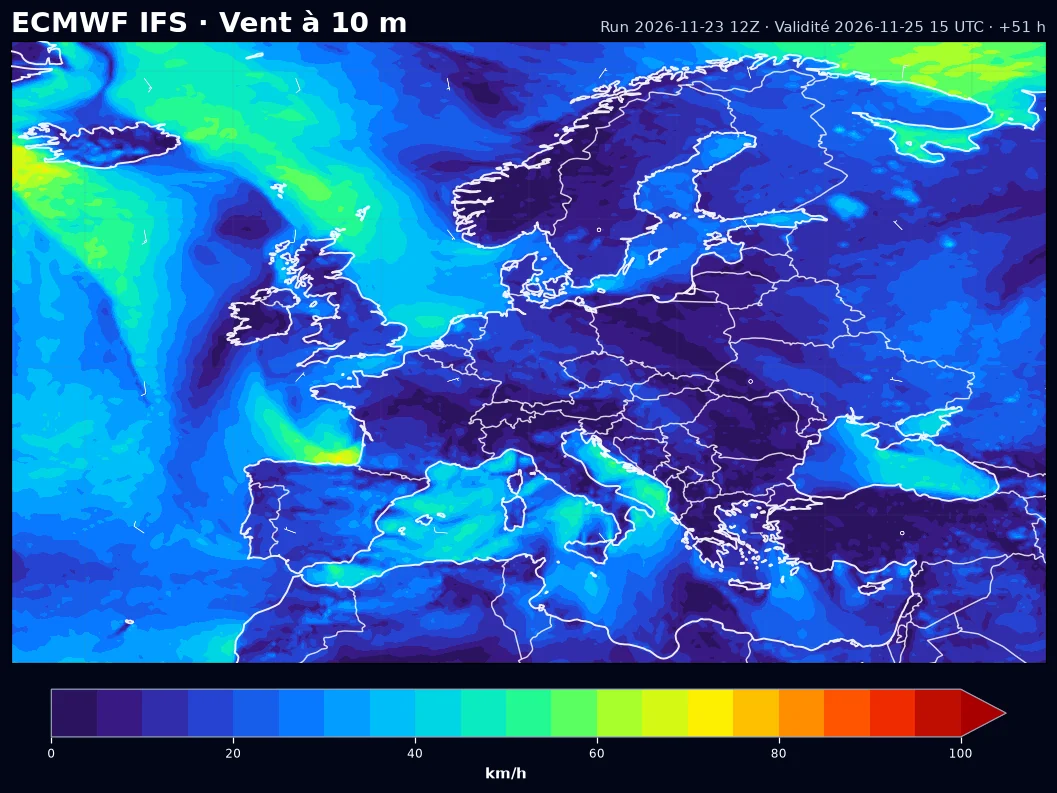 ECMWF IFS · Vent à 10 m
Run 2026-11-23 12Z · Validité 2026-11-25 15 UTC · +51 h
0 20 40 60 80 100
km/h